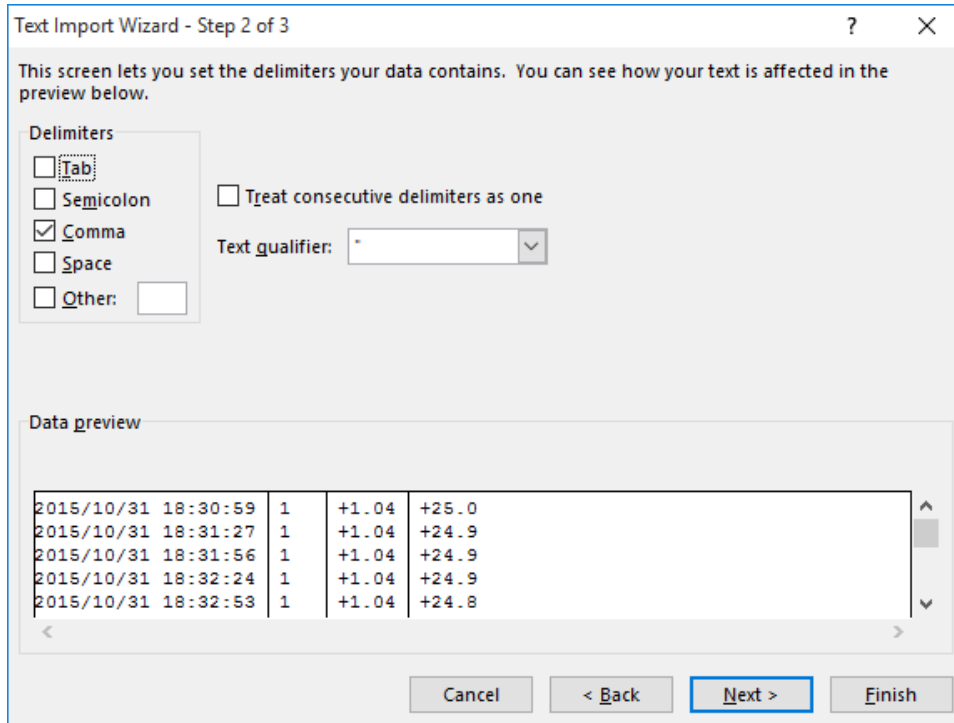 Text Import Wizard - Step 2 of 3 ?
This screen lets you set the delimiters your data contains. You can see how your text is affected in the
preview below.
Delimiters
Tab
Semicolon
Comma
Space
Other:
Treat consecutive delimiters as one
Text qualifier: "
Data preview
2015/10/31 18:30:59 1 +1.04 +25.0
2015/10/31 18:31:27 1 +1.04 +24.9
2015/10/31 18:31:56 1 +1.04 +24.9
2015/10/31 18:32:24 1 +1.04 +24.9
2015/10/31 18:32:53 1 +1.04 +24.8
Cancel < Back Next > Finish